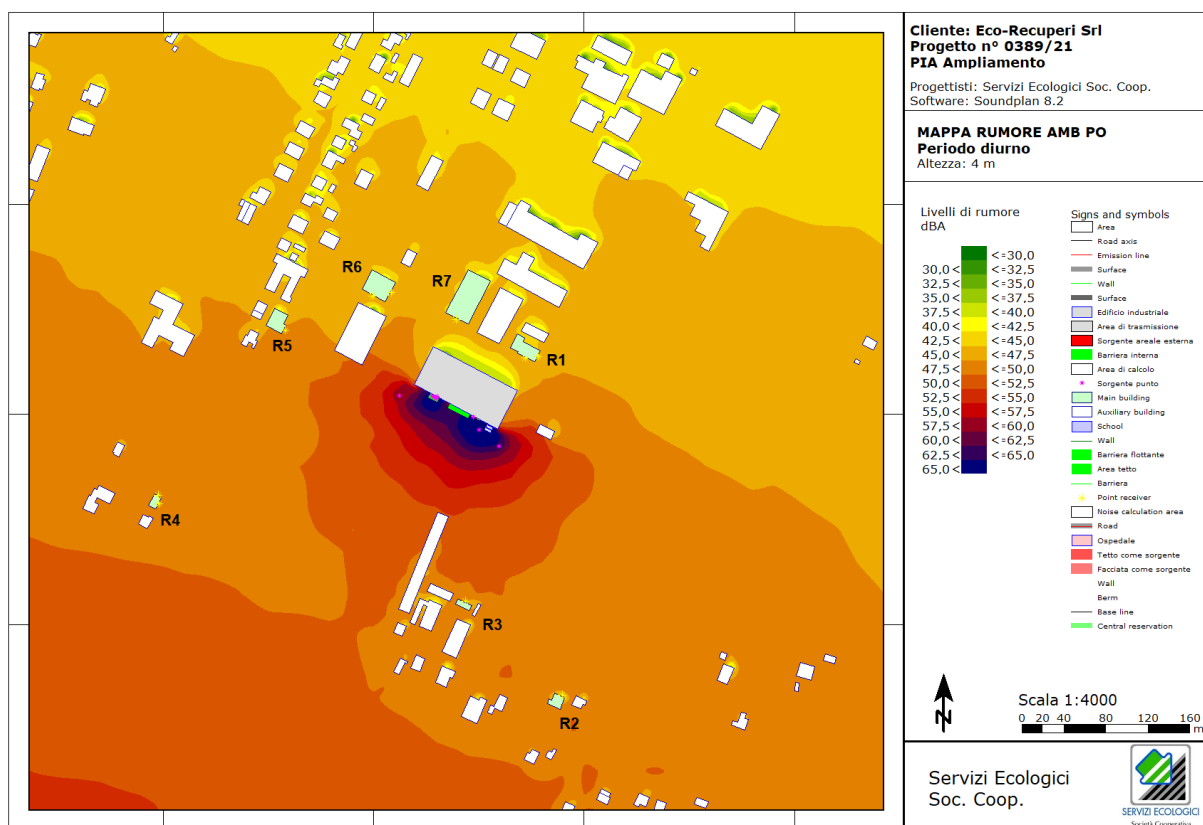 Cliente: Eco-Recuperi Srl
Progetto n° 0389/21
PIA Ampliamento
Progettisti: Servizi Ecologici Soc. Coop.
Software: Soundplan 8.2
MAPPA RUMORE AMB PO
Periodo diurno
Altezza: 4 m
Livelli di rumore
dBA
<=30,0
30,0< <=32,5
32,5< <=35,0
35,0< <=37,5
37,5< <=40,0
40,0< <=42,5
42,5< <=45,0
45,0< <=47,5
47,5< <=50,0
50,0< <=52,5
52,5< <=55,0
55,0< <=57,5
57,5< <=60,0
60,0< <=62,5
62,5< <=65,0
65,0<
Signs and symbols
Area
Road axis
Emission line
Surface
Wall
Surface
Edificio industriale
Area di trasmissione
Sorgente areale esterna
Barriera interna
Area di calcolo
Sorgente punto
Main building
Auxiliary building
School
Wall
Barriera flottante
Area tetto
Barriera
Point receiver
Noise calculation area
Road
Ospedale
Tetto come sorgente
Facciata come sorgente
Wall
Berm
Base line
Central reservation
R6
R7
R5
R1
R4
R3
R2
N
Scala 1:4000
0 20 40 80 120 160
m
Servizi Ecologici
Soc. Coop.
SERVIZI ECOLOGICI
Società Cooperativa